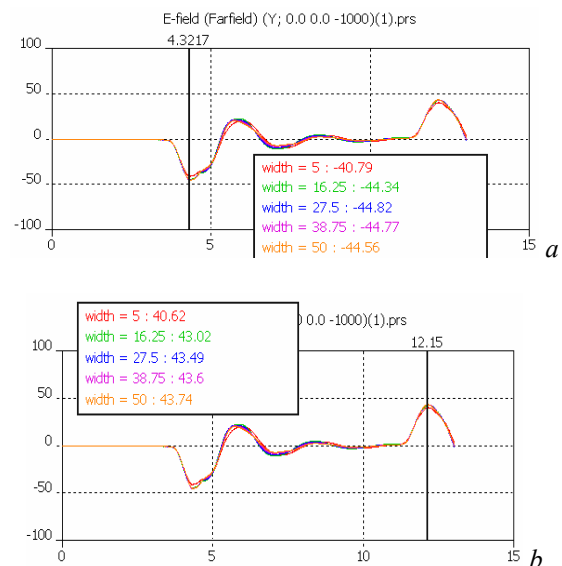 E-field (Farfield) (Y; 0.0 0.0 -1000)(1).prs
4.3217
100
50
0
-50
-100
width = 5 : -40.79
width = 16.25 : -44.34
width = 27.5 : -44.82
width = 38.75 : -44.77
width = 50 : -44.56
0
5
15
a
width = 5 : 40.62
width = 16.25 : 43.02
width = 27.5 : 43.49
width = 38.75 : 43.6
width = 50 : 43.74
0 0.0 -1000)(1).prs
12.15
100
50
0
-50
-100
0
5
10
15
b